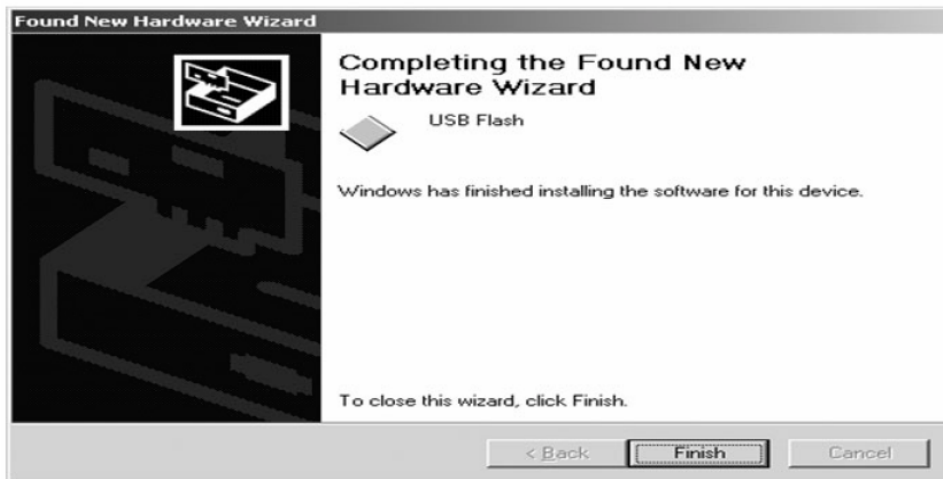 Found New Hardware Wizard
Completing the Found New
Hardware Wizard
USB Flash
Windows has finished installing the software for this device.
To close this wizard, click Finish.
< Back
Finish
Cancel